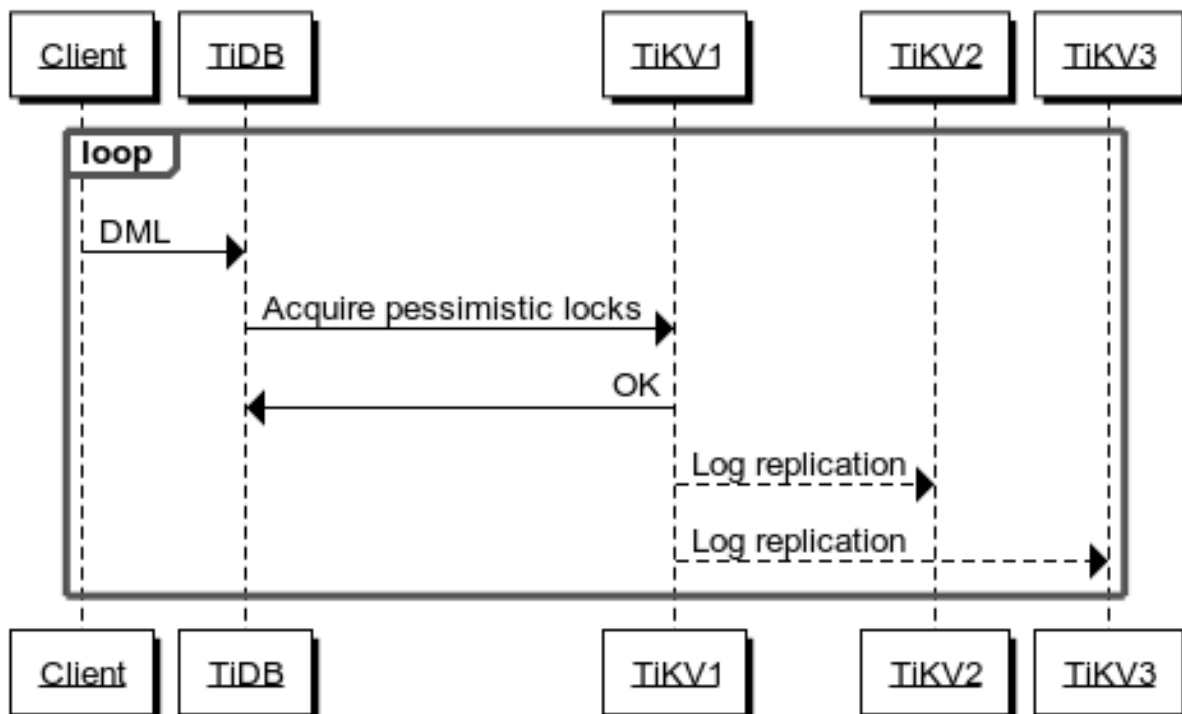 Client
TiDB
TiKV1
TiKV2
TiKV3
loop
DML
Acquire pessimistic locks
OK
Log replication
Log replication
Client
TiDB
TiKV1
TiKV2
TiKV3